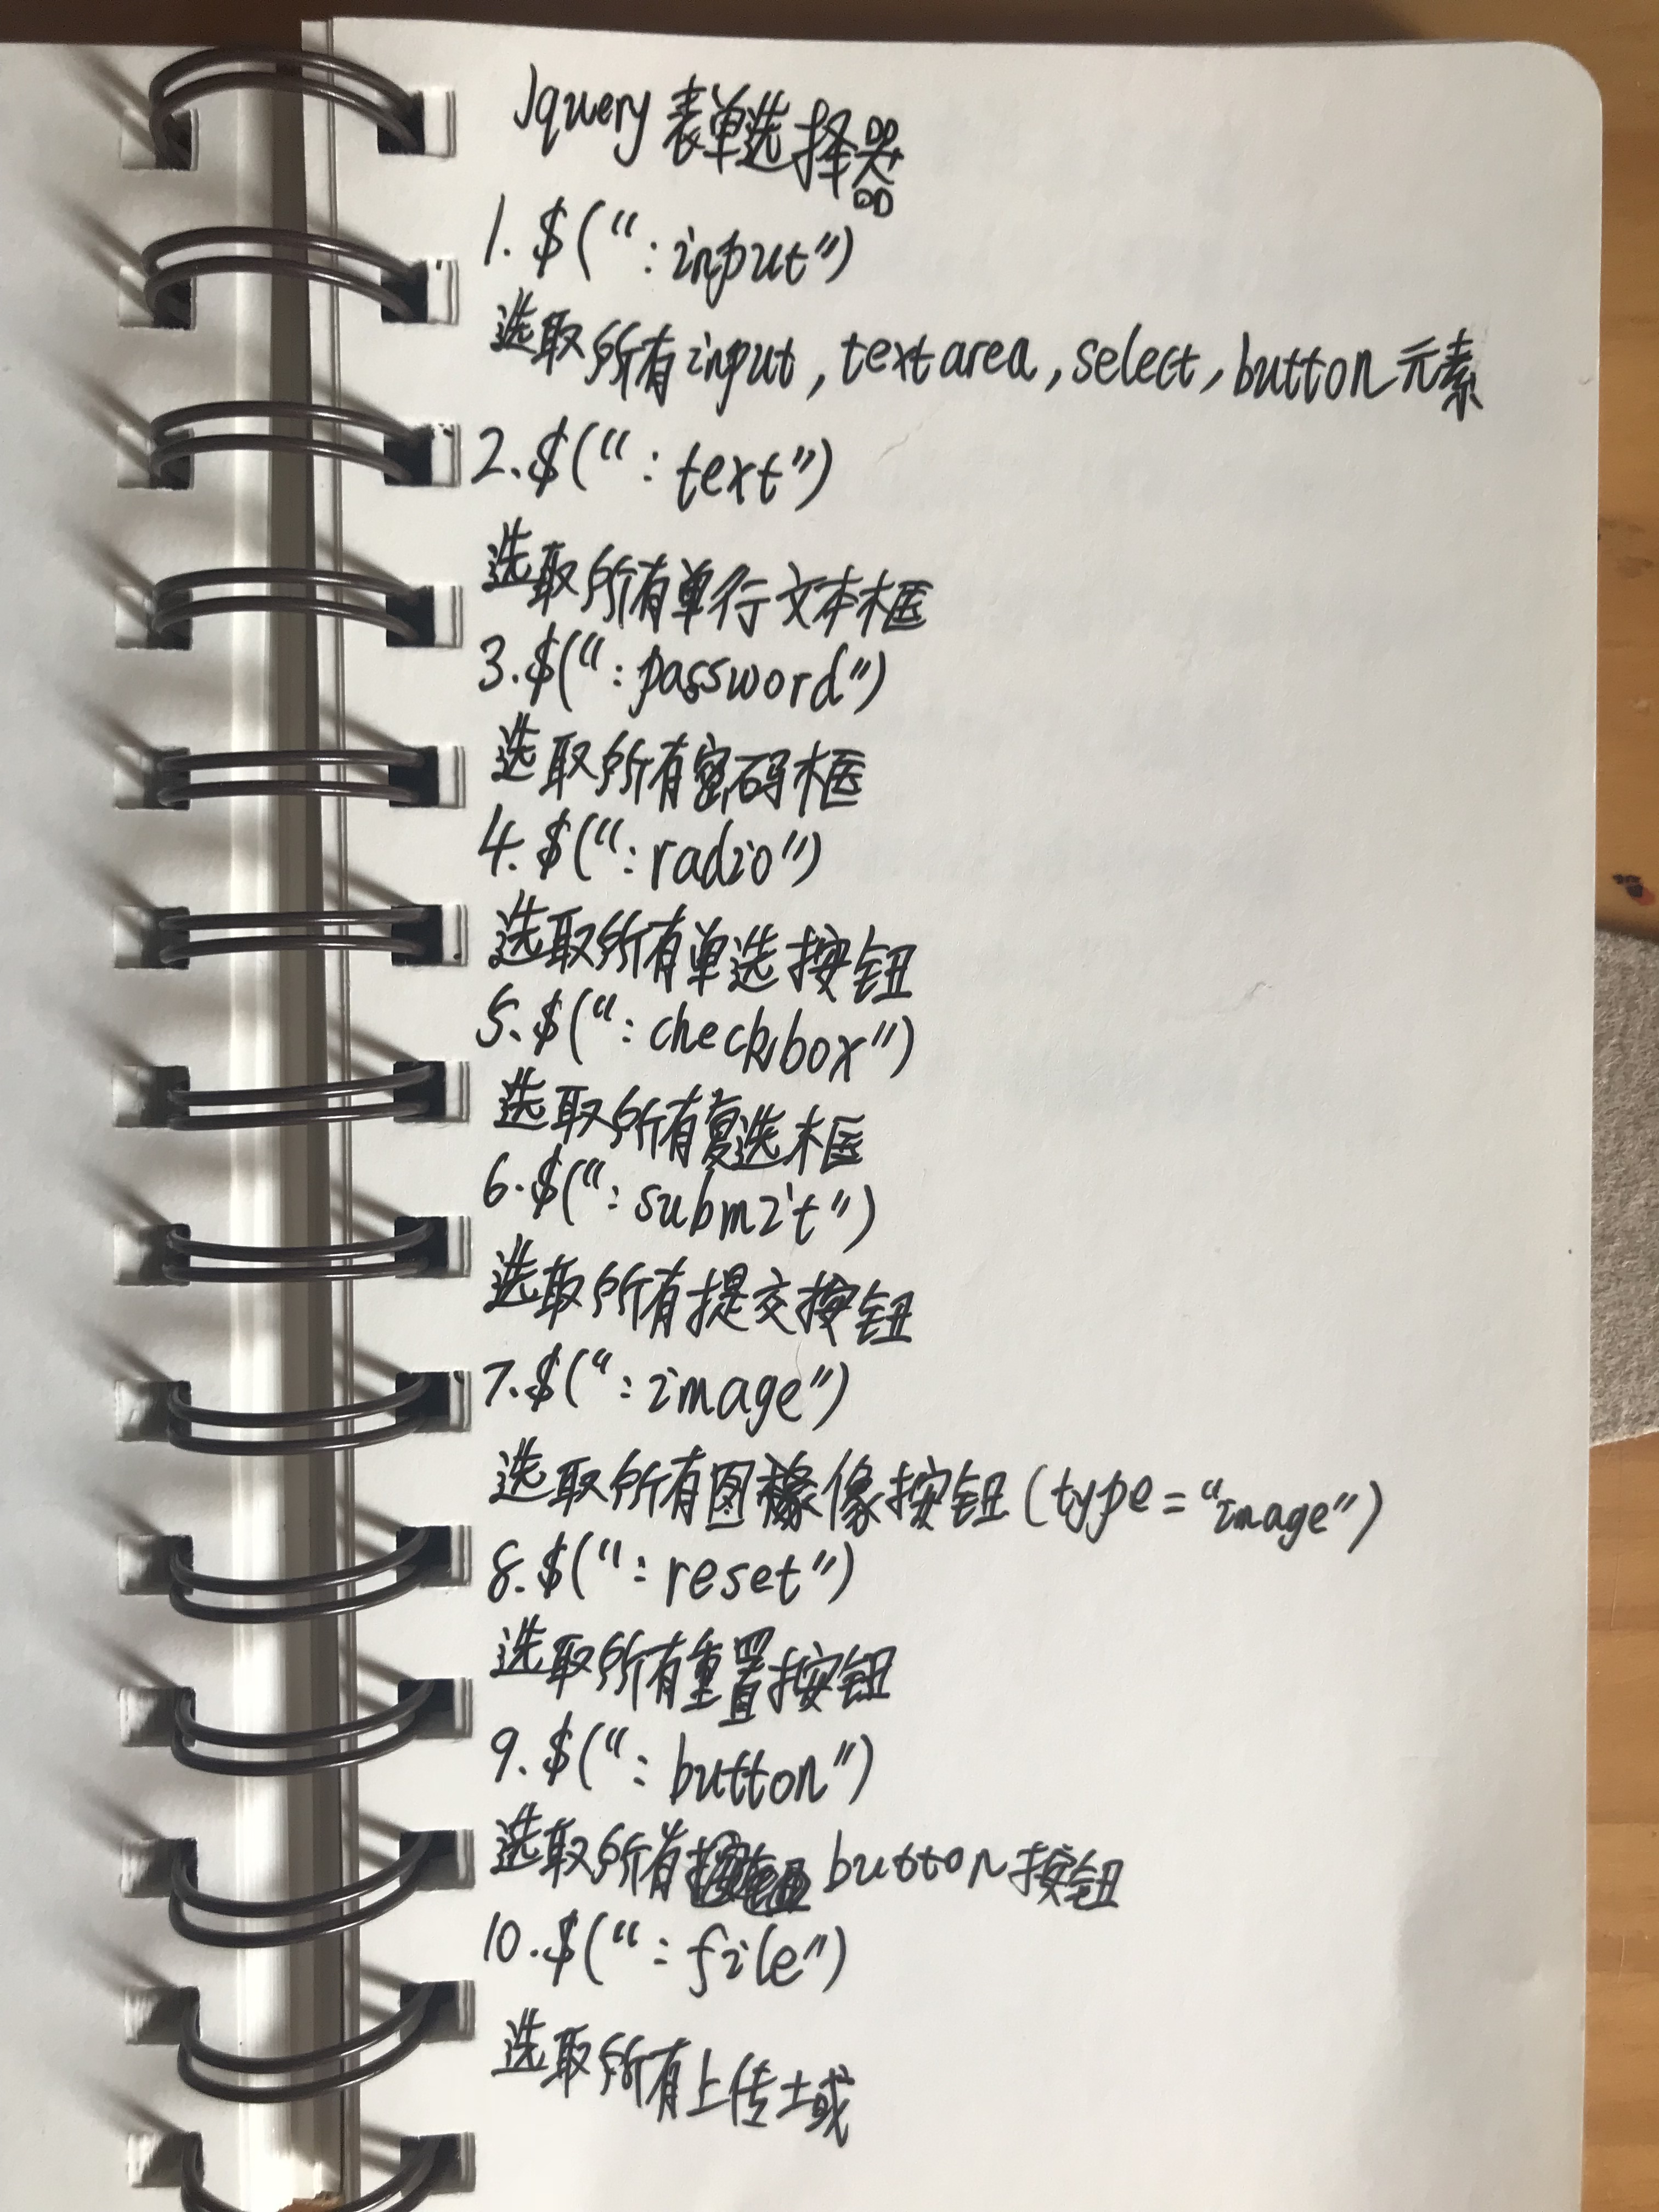 Jquery 表单选择器
1. $(“:input”)
选取所有input,textarea,select,button元素
2.$(“:text”)
选取所有单行文本框
3.$(“:password”)
选取所有密码框
4.$(“:radio”)
选取所有单选按钮
5.$(“:checkbox”)
选取所有复选框
6.$(“:submit”)
选取所有提交按钮
7.$(“:image”)
选取所有图像按钮(type=“image”)
8.$(“:reset”)
选取所有重置按钮
9.$(“:button”)
选取所有button按钮
10.$(“:file”)
选取所有上传域